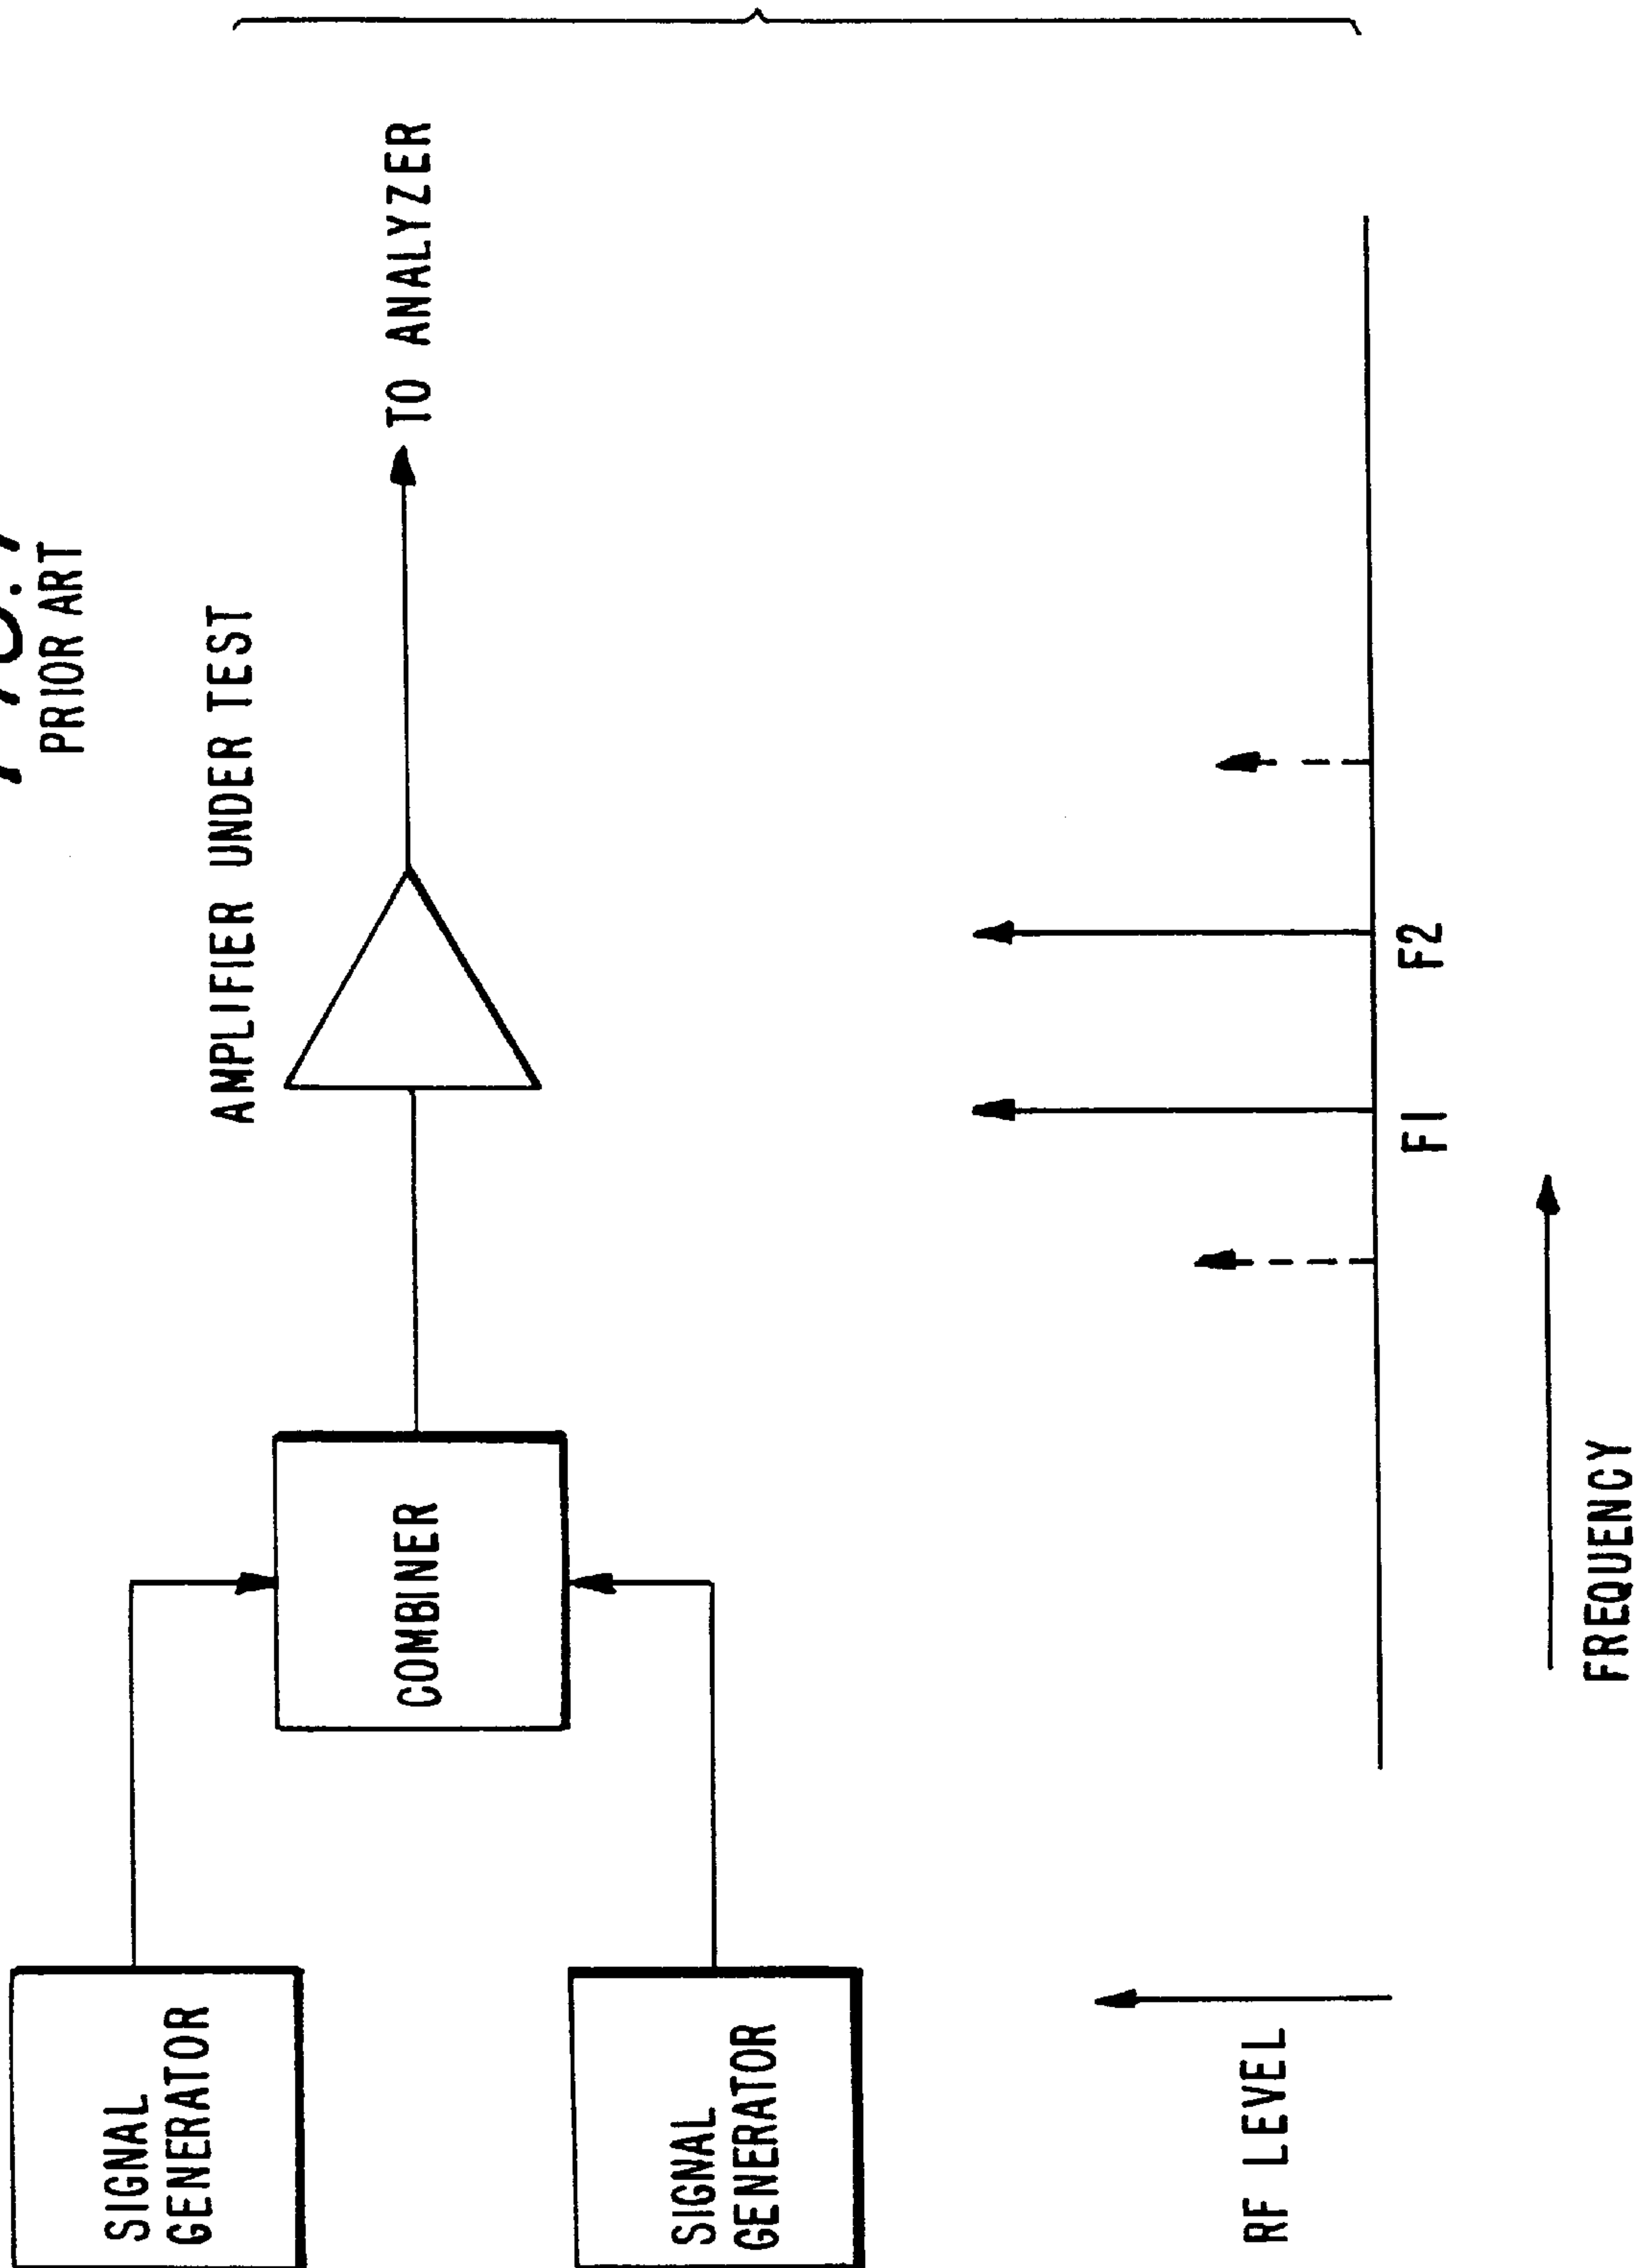 PRIOR ART
AMPLIFIER UNDER TEST
TO ANALYZER
SIGNAL
GENERATOR
COMBINER
SIGNAL
GENERATOR
RF LEVEL
F1
F2
FREQUENCY